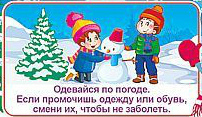 Одевайся по погоде.
Если промочишь одежду или обувь,
смени их, чтобы не заболеть.